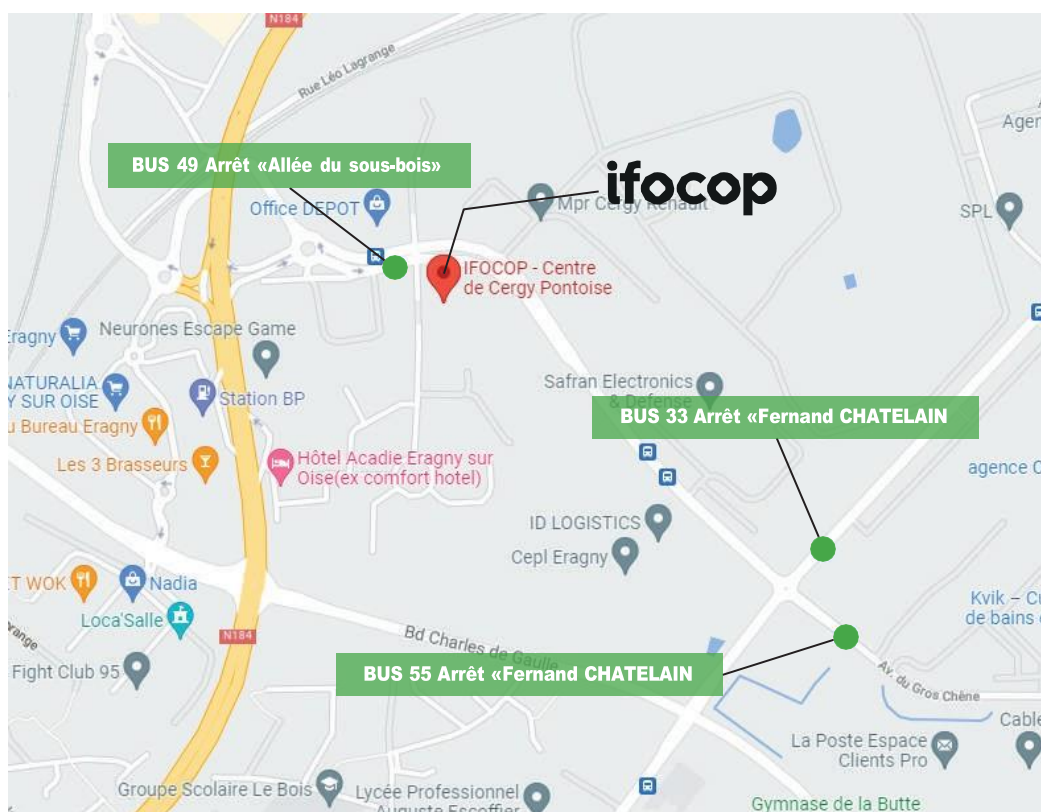 N184
Rue Léo Lagrange
BUS 49 Arrêt «Allée du sous-bois»
ifocop
Office DEPOT
Mpr Cergy Renault
SPL
Agen
IFOCOP - Centre
de Cergy Pontoise
Eragny
Neurones Escape Game
NATURALIA
Y SUR OISE
Station BP
u Bureau Eragny
Les 3 Brasseurs
Hôtel Acadie Eragny sur
Oise(ex comfort hotel)
Safran Electronics
& Defense
BUS 33 Arrêt «Fernand CHATELAIN
agence C
ID LOGISTICS
Cepl Eragny
T WOK
Nadia
Loca'Salle
Kvik – Cu
de bains
range
N184
Bd Charles de Gaulle
Fight Club 95
BUS 55 Arrêt «Fernand CHATELAIN
Av. du Gros Chêne
Cable
La Poste Espace
Clients Pro
Groupe Scolaire Le Bois
Lycée Professionnel
Auguste Escoffier
Gymnase de la Butte